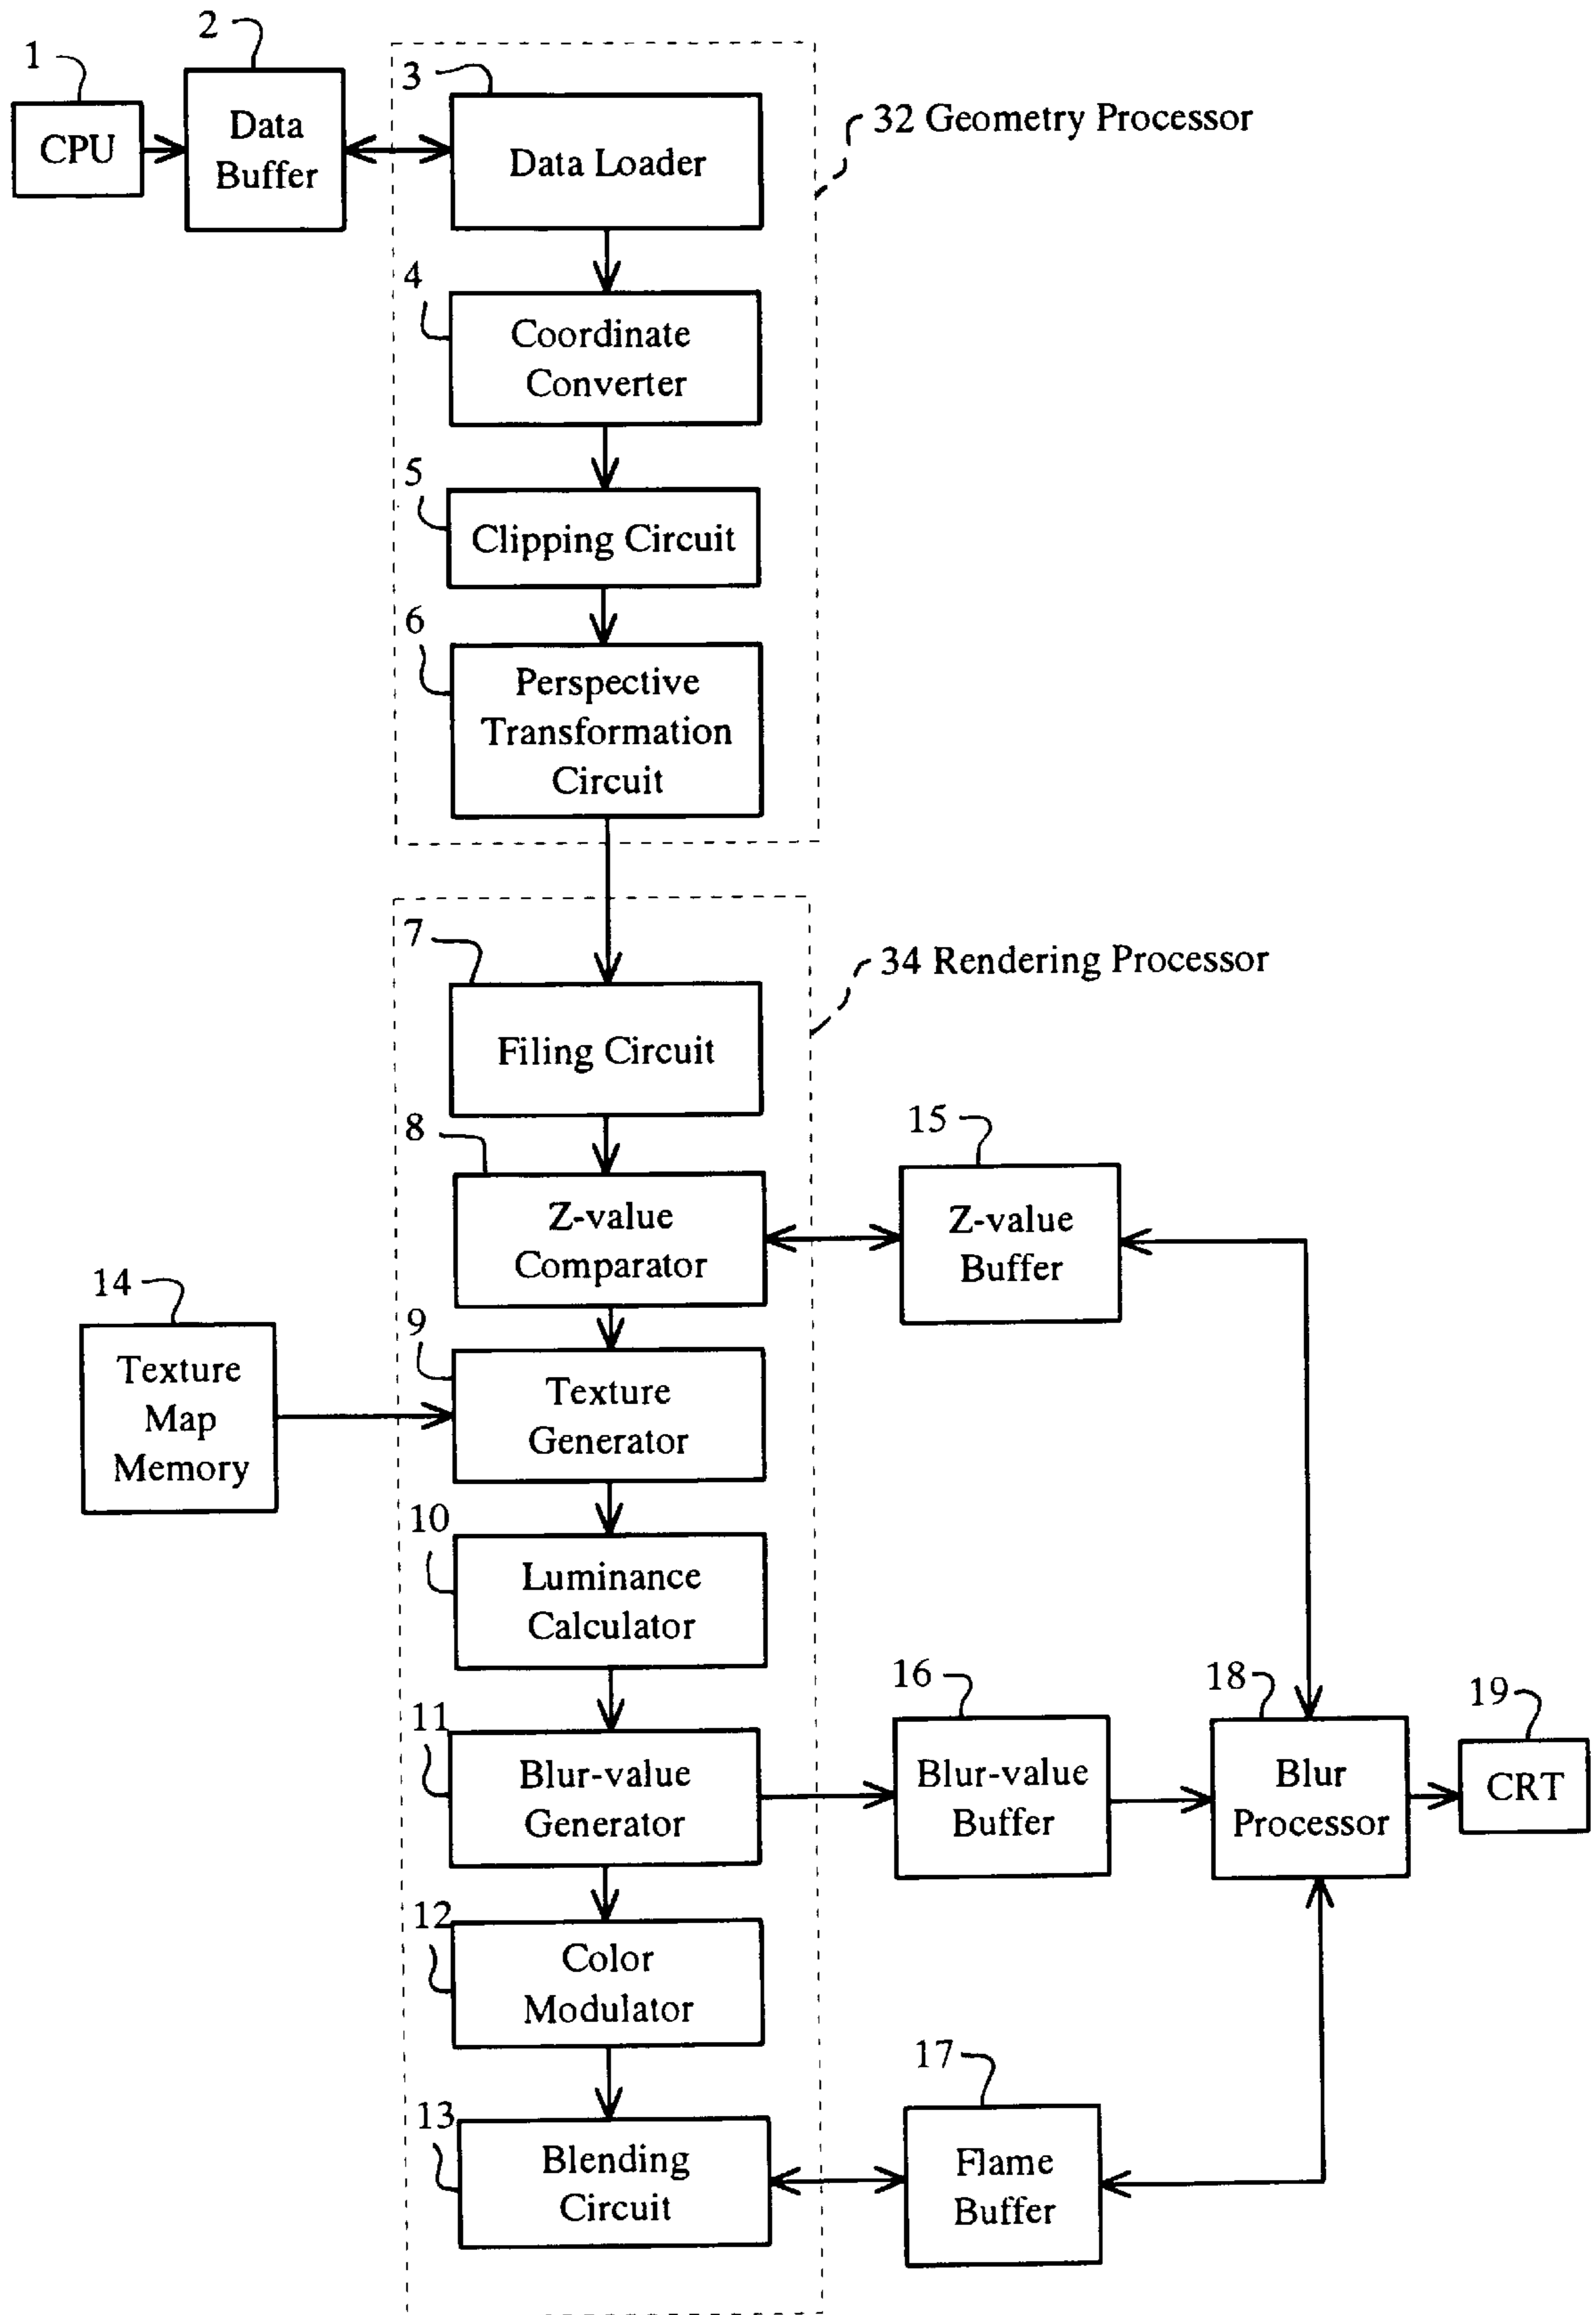 1
CPU
2
Data
Buffer
3
Data Loader
32 Geometry Processor
4
Coordinate
Converter
5
Clipping Circuit
6
Perspective
Transformation
Circuit
7
Filing Circuit
34 Rendering Processor
8
Z-value
Comparator
15
Z-value
Buffer
14
Texture
Map
Memory
9
Texture
Generator
10
Luminance
Calculator
11
Blur-value
Generator
16
Blur-value
Buffer
18
Blur
Processor
19
CRT
12
Color
Modulator
13
Blending
Circuit
17
Flame
Buffer